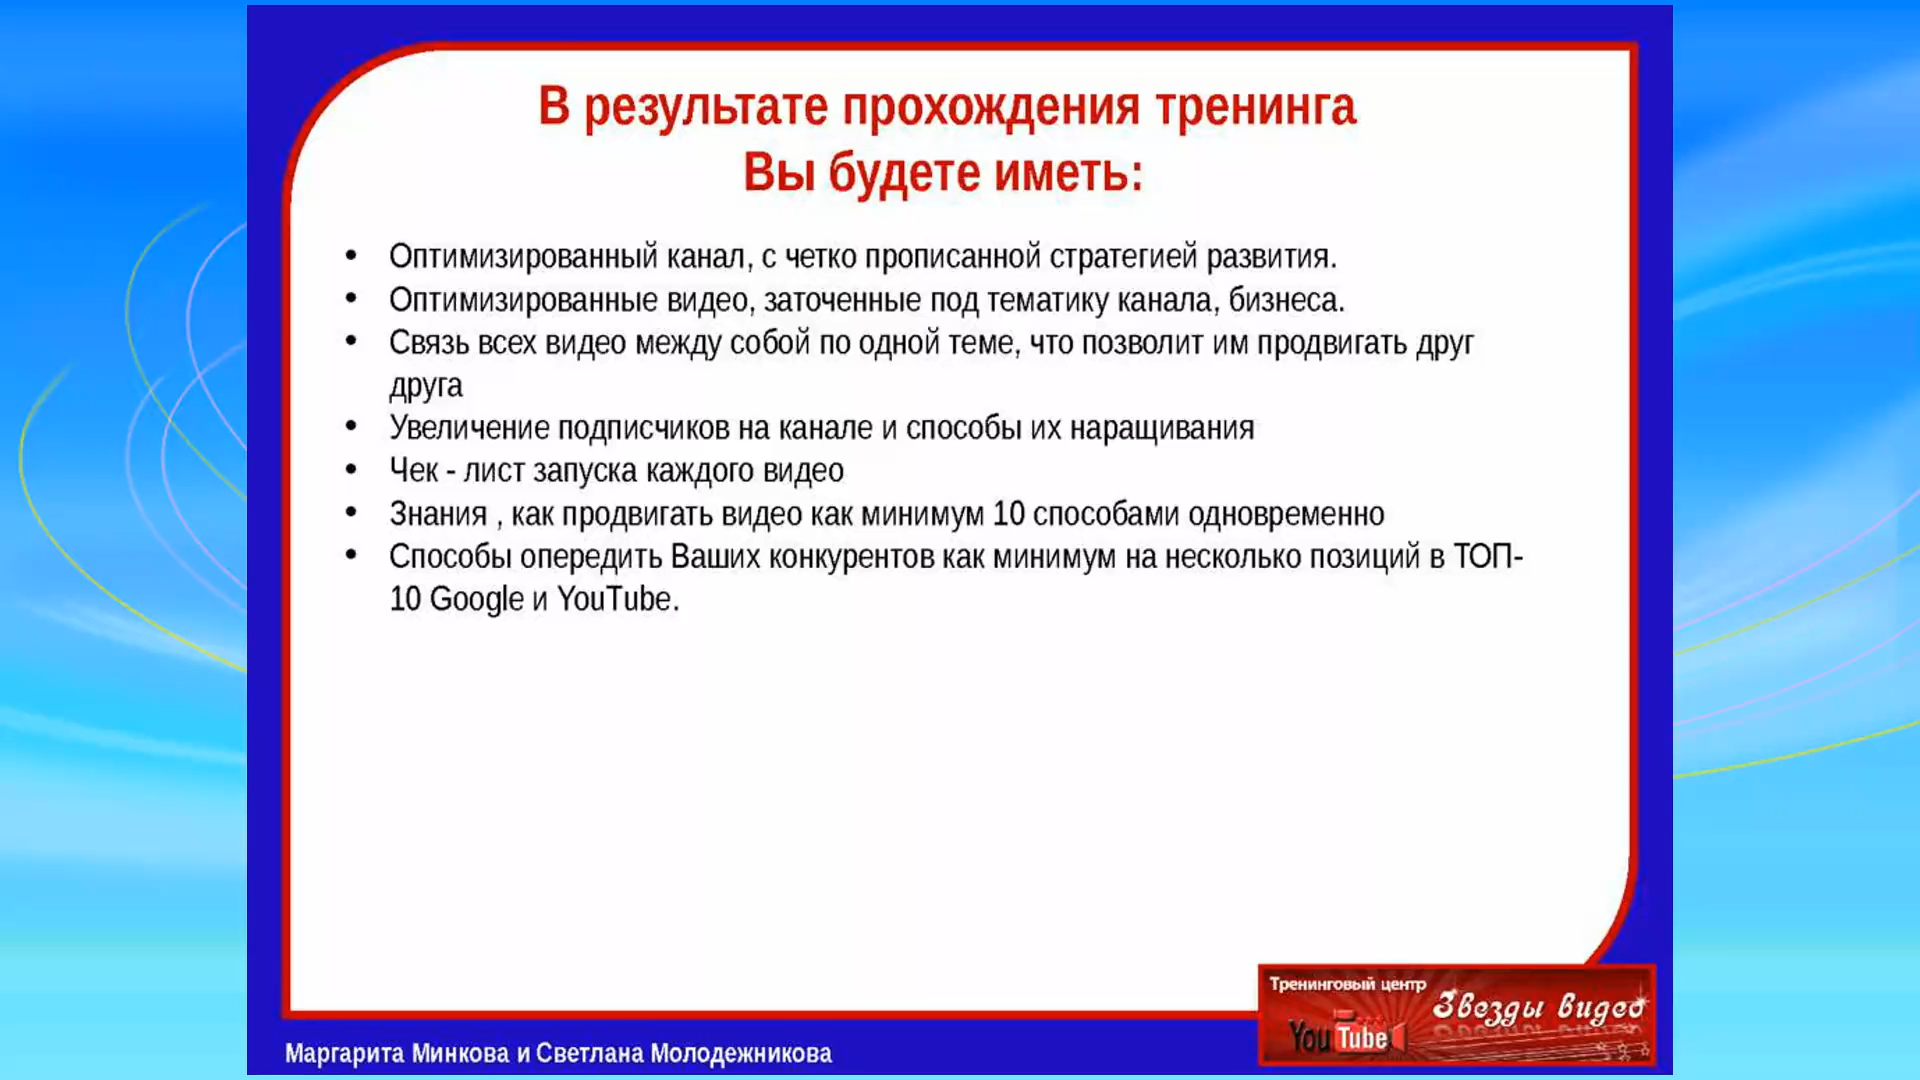 В результате прохождения тренинга
Вы будете иметь:
• Оптимизированный канал, с четко прописанной стратегией развития.
• Оптимизированные видео, заточенные под тематику канала, бизнеса.
• Связь всех видео между собой по одной теме, что позволит им продвигать друг
друга
• Увеличение подписчиков на канале и способы их наращивания
• Чек - лист запуска каждого видео
• Знания , как продвигать видео как минимум 10 способами одновременно
• Способы опередить Ваших конкурентов как минимум на несколько позиций в ТОП-
10 Google и YouTube.
Тренинговый центр
Звезды видео
YouTube
Маргарита Минкова и Светлана Молодежникова